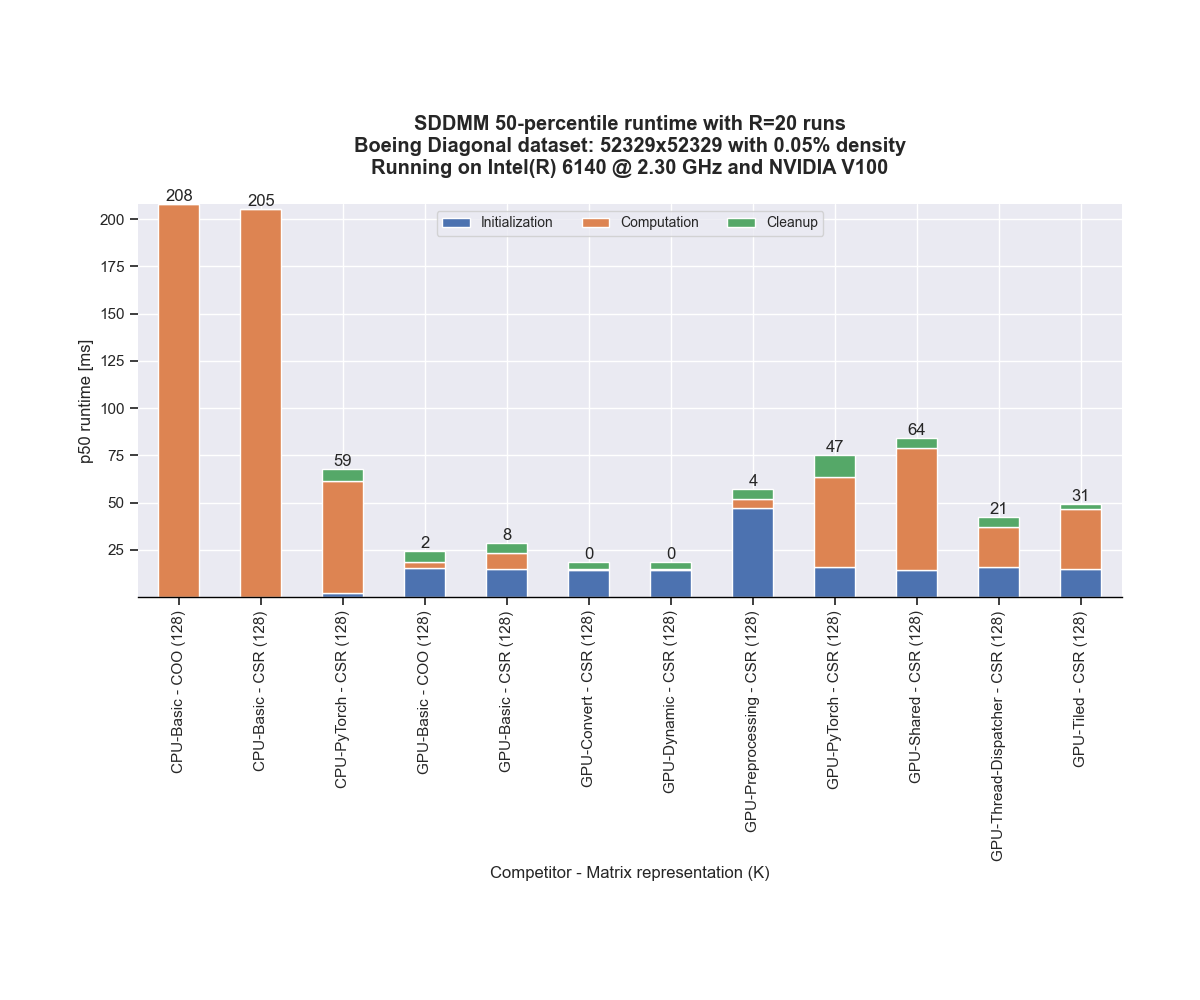 SDDMM 50-percentile runtime with R=20 runs
Boeing Diagonal dataset: 52329x52329 with 0.05% density
Running on Intel(R) 6140 @ 2.30 GHz and NVIDIA V100
Initialization
Computation
Cleanup
208
205
59
2
8
0
0
4
47
64
21
31
p50 runtime [ms]
200
175
150
125
100
75
50
25
CPU-Basic - COO (128)
CPU-Basic - CSR (128)
CPU-PyTorch - CSR (128)
GPU-Basic - COO (128)
GPU-Basic - CSR (128)
GPU-Convert - CSR (128)
GPU-Dynamic - CSR (128)
GPU-Preprocessing - CSR (128)
GPU-PyTorch - CSR (128)
GPU-Shared - CSR (128)
GPU-Thread-Dispatcher - CSR (128)
GPU-Tiled - CSR (128)
Competitor - Matrix representation (K)